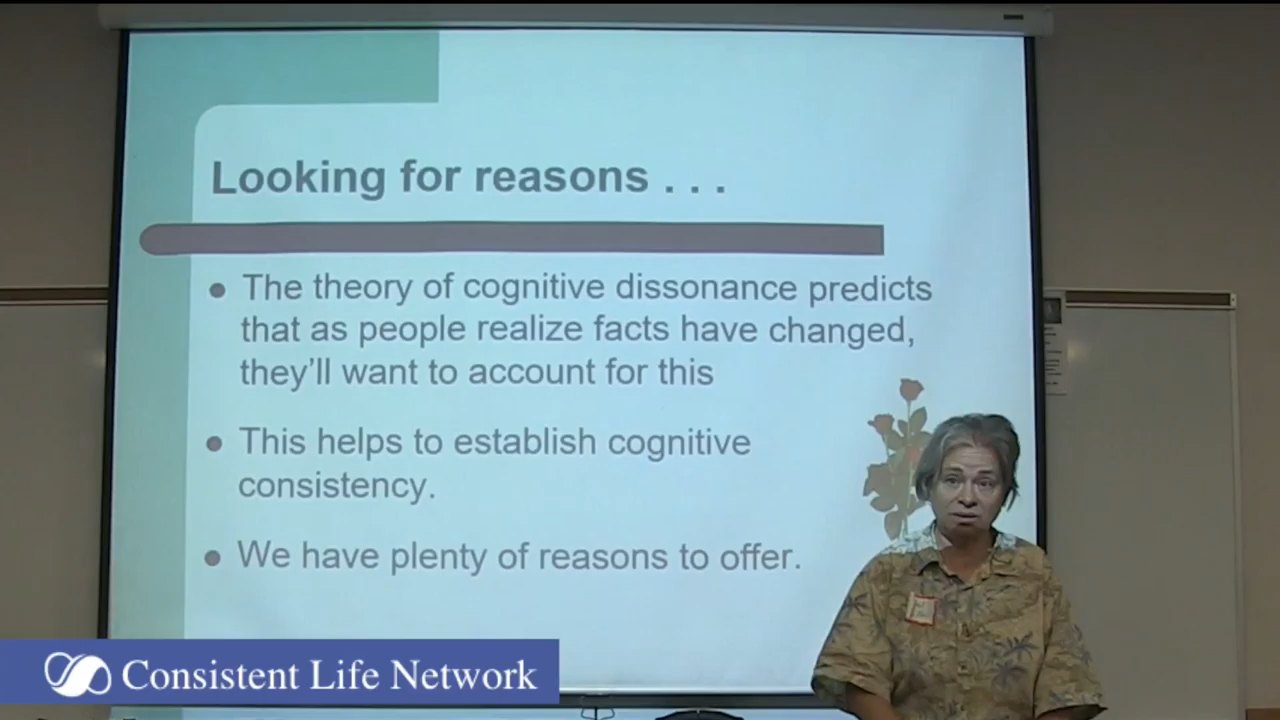 Looking for reasons . . .
● The theory of cognitive dissonance predicts
that as people realize facts have changed,
they'll want to account for this
● This helps to establish cognitive
consistency.
● We have plenty of reasons to offer.
Consistent Life Network